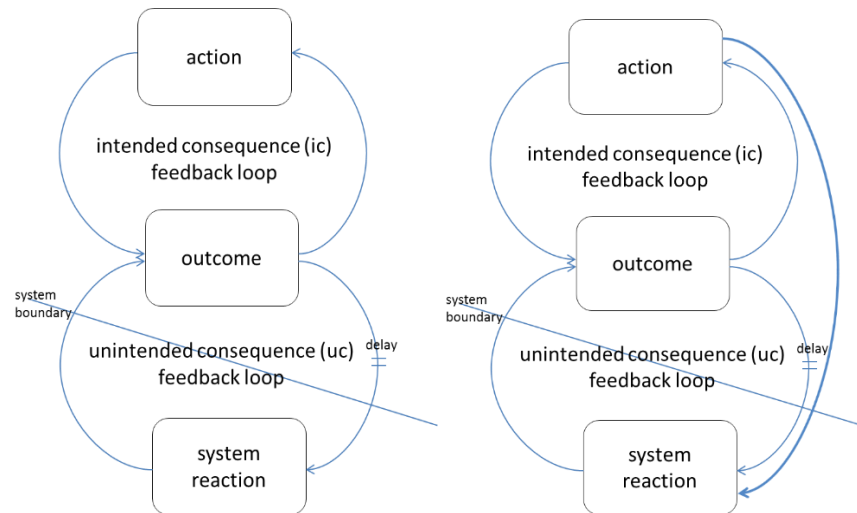 action
intended consequence (ic)
feedback loop
outcome
system
boundary
unintended consequence (uc)
feedback loop
delay
system
reaction
action
intended consequence (ic)
feedback loop
outcome
system
boundary
unintended consequence (uc)
feedback loop
delay
system
reaction